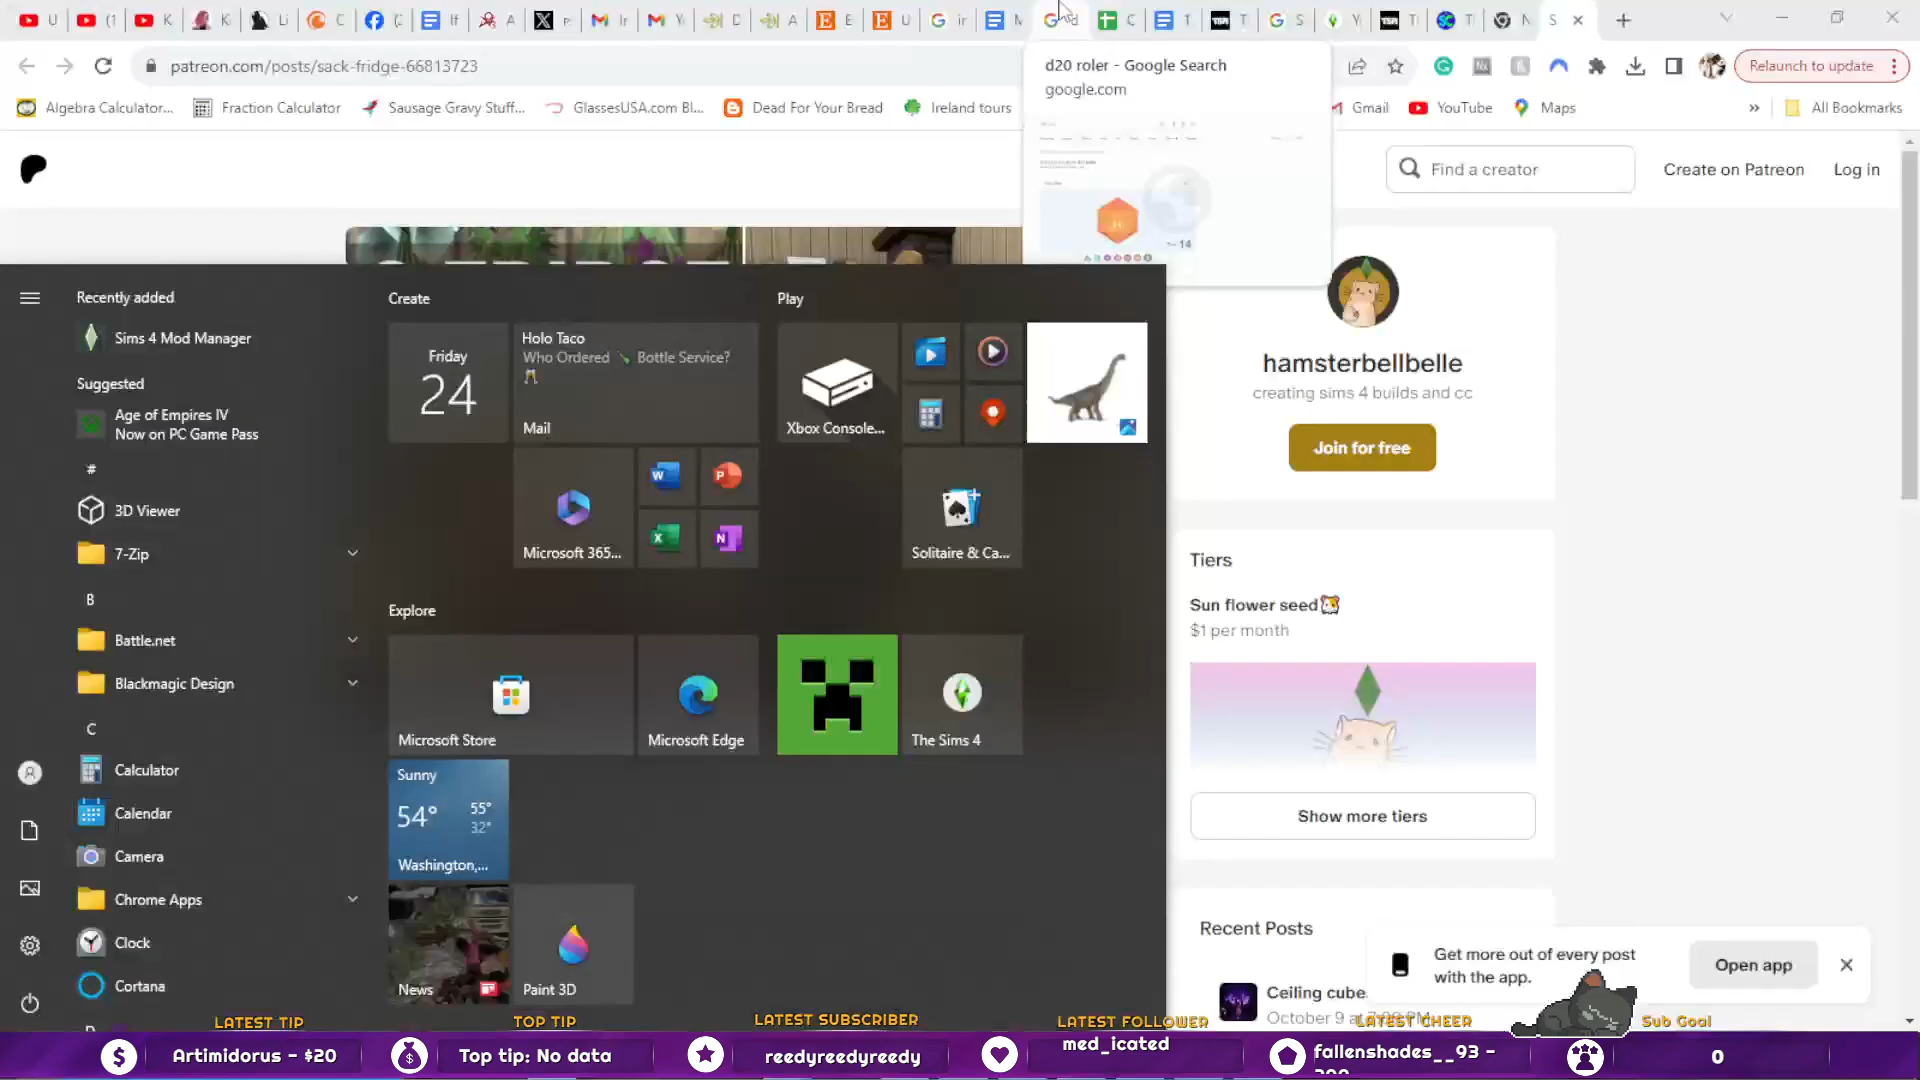 U
(1
K
K
Li
C
(
If
A
p
Ir
Y
D
A
E
U
ir
M
d
C
T
T
S
Y
T
T
N
S
patreon.com/posts/sack-fridge-66813723
Relaunch to update
d20 roler - Google Search
google.com
14
Algebra Calculator...
Fraction Calculator
Sausage Gravy Stuff...
GlassesUSA.com Bl...
Dead For Your Bread
Ireland tours
Gmail
YouTube
Maps
»
All Bookmarks
Find a creator
Create on Patreon
Log in
hamsterbellbelle
creating sims 4 builds and cc
Join for free
Tiers
Sun flower seed🐹
$1 per month
Show more tiers
Recent Posts
Ceiling cube
October 9 a
Get more out of every post
with the app.
Open app
Recently added
Sims 4 Mod Manager
Suggested
Age of Empires IV
Now on PC Game Pass
#
3D Viewer
7-Zip
B
Battle.net
Blackmagic Design
C
Calculator
Calendar
Camera
Chrome Apps
Clock
Cortana
Create
Friday
24
Holo Taco
Who Ordered 🍾 Bottle Service?
🥂
Mail
Microsoft 365...
Explore
Microsoft Store
Microsoft Edge
Sunny
54°
55°
32°
Washington,...
News
Paint 3D
Play
Xbox Console...
Solitaire & Ca...
The Sims 4
LATEST TIP
Artimidorus - $20
TOP TIP
Top tip: No data
LATEST SUBSCRIBER
reedyreedyreedy
LATEST FOLLOWER
med_icated
LATEST CHEER
fallenshades__93 -
Sub Goal
0